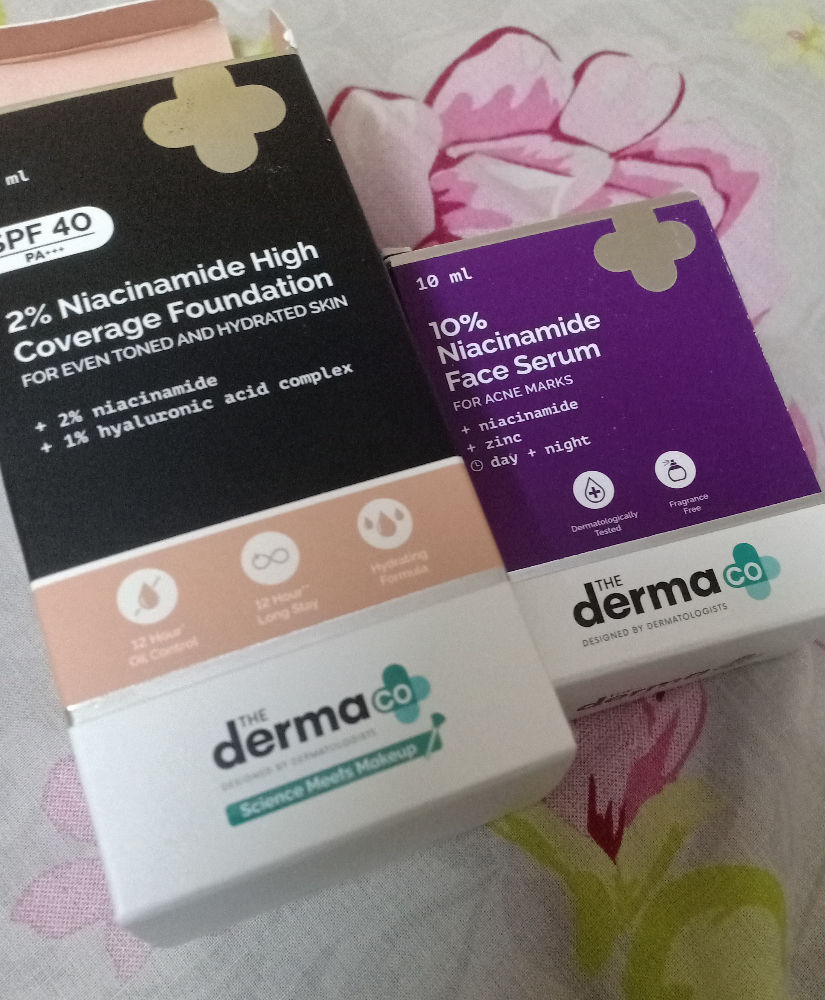 ml
SPF 40
PA+++
2% Niacinamide High
Coverage Foundation
FOR EVEN TONED AND HYDRATED SKIN
+ 2% niacinamide
+ 1% hyaluronic acid complex
12 Hour
Oil Control
12 Hour
Long Stay
Hydrating
Formula
THE
derma co
DESIGNED BY DERMATOLOGISTS
Science Meets Makeup
10 ml
10%
Niacinamide
Face Serum
FOR ACNE MARKS
+ niacinamide
+ zinc
day + night
Dermatologically
Tested
Fragrance
Free
THE
derma co
DESIGNED BY DERMATOLOGISTS
derma co